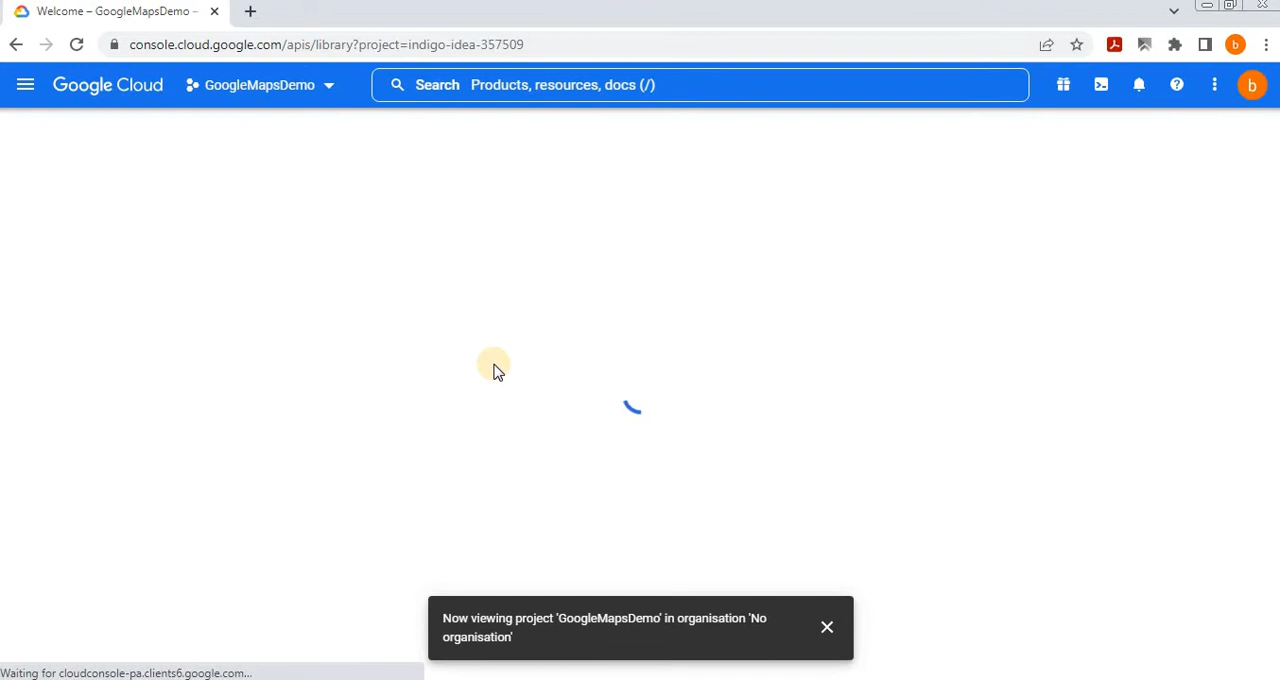 Welcome – GoogleMapsDemo –
console.cloud.google.com/apis/library?project=indigo-idea-357509
b
Google Cloud
GoogleMapsDemo
Search Products, resources, docs (/)
b
Now viewing project 'GoogleMapsDemo' in organisation 'No
organisation'
Waiting for cloudconsole-pa.clients6.google.com...